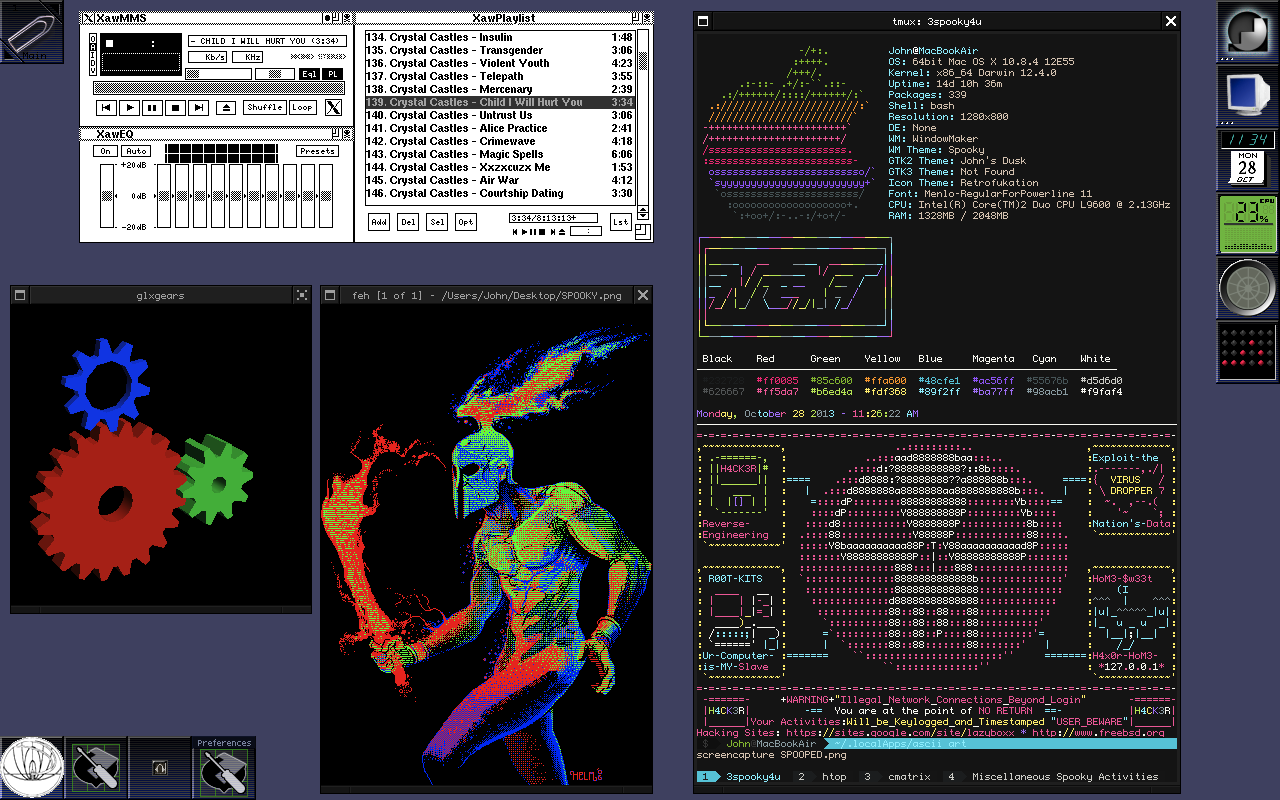 Main
XawMMS
- CHILD I WILL HURT YOU (3:34)
Kb/s KHz
OAIDV
Eql PL
Shuffle Loop
XawEQ
On Auto Presets
+20dB
0dB
-20dB
XawPlaylist
134. Crystal Castles - Insulin 1:48
135. Crystal Castles - Transgender 3:06
136. Crystal Castles - Violent Youth 4:23
137. Crystal Castles - Telepath 3:55
138. Crystal Castles - Mercenary 2:39
139. Crystal Castles - Child I Will Hurt You 3:34
140. Crystal Castles - Untrust Us 3:06
141. Crystal Castles - Alice Practice 2:41
142. Crystal Castles - Crimewave 4:18
143. Crystal Castles - Magic Spells 6:06
144. Crystal Castles - Xxzxcuzx Me 1:53
145. Crystal Castles - Air War 4:12
146. Crystal Castles - Courtship Dating 3:30
Add Del Sel Opt 3:34/8:13:13+ Lst
glxgears
feh [1 of 1] - /Users/John/Desktop/SPOOKY.png
HELM
tmux: 3spooky4u
John@MacBookAir
OS: 64bit Mac OS X 10.8.4 12E55
Kernel: x86_64 Darwin 12.4.0
Uptime: 14d 10h 36m
Packages: 339
Shell: bash
Resolution: 1280x800
DE: None
WM: WindowMaker
WM Theme: Spooky
GTK2 Theme: John's Dusk
GTK3 Theme: Not Found
Icon Theme: Retrofukation
Font: Menlo-RegularForPowerline 11
CPU: Intel(R) Core(TM)2 Duo CPU L9600 @ 2.13GHz
RAM: 1328MB / 2048MB
NeXT
Black Red Green Yellow Blue Magenta Cyan White
#ff0085 #85c600 #ffa600 #48cfe1 #ac56ff #55676b #d5d6d0
#626667 #ff5da7 #b6ed4a #fdf368 #89f2ff #ba77ff #98acb1 #f9faf4
Monday, October 28 2013 - 11:26:22 AM
H4CK3R
Reverse-
Engineering
Exploit-the
VIRUS
DROPPER
Nation's-Data
R00T-KITS
Ur-Computer-
is-MY-Slave
HoM3-$w33t
H4x0r-HoM3-
*127.0.0.1*
+WARNING+"Illegal_Network_Connections_Beyond_Login"
|H4CK3R| -== You are at the point of NO RETURN ==- |H4CK3R|
|______|Your Activities:Will_be_Keylogged_and_Timestamped "USER_BEWARE"|______|
Hacking Sites: https://sites.google.com/site/lazyboxx * http://www.freebsd.org
$ John@MacBookAir ~/.localApps/ascii art
screencapture SPOOPED.png
1 3spooky4u 2 htop 3 cmatrix 4 Miscellaneous Spooky Activities
11 34
MON
28
OCT
CPU
23%
Preferences